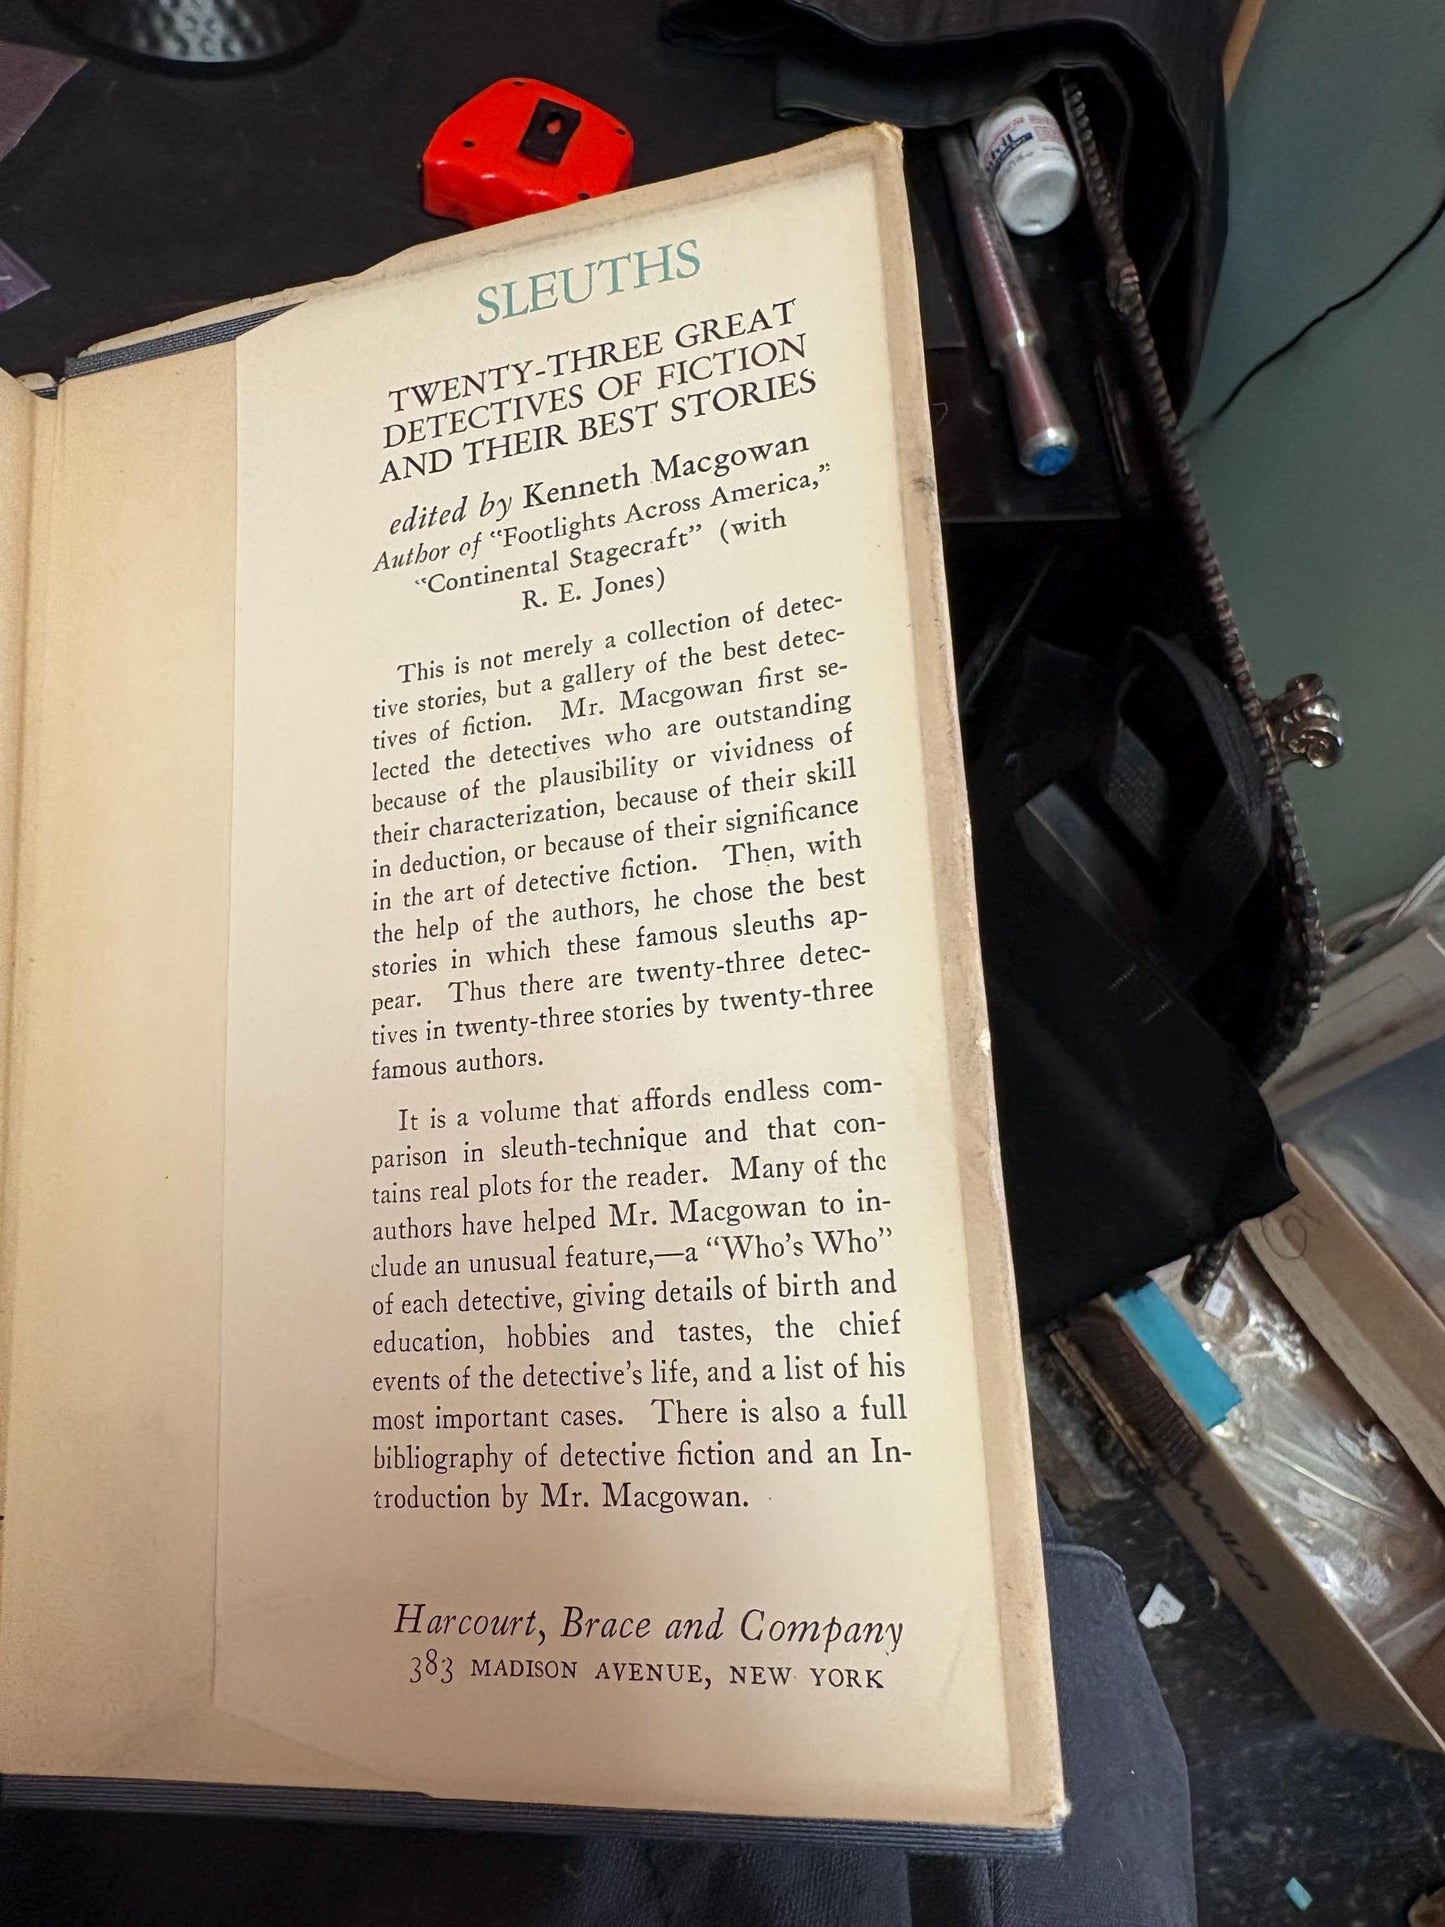 SLEUTHS
TWENTY-THREE GREAT
DETECTIVES OF FICTION
AND THEIR BEST STORIES
edited by Kenneth Macgowan
Author of “Footlights Across America,”
“Continental Stagecraft” (with
R. E. Jones)
This is not merely a collection of detec-
tive stories, but a gallery of the best detec-
tives of fiction. Mr. Macgowan first se-
lected the detectives who are outstanding
because of the plausibility or vividness of
their characterization, because of their skill
in deduction, or because of their significance
in the art of detective fiction. Then, with
the help of the authors, he chose the best
stories in which these famous sleuths ap-
pear. Thus there are twenty-three detec-
tives in twenty-three stories by twenty-three
famous authors.
It is a volume that affords endless com-
parison in sleuth-technique and that con-
tains real plots for the reader. Many of the
authors have helped Mr. Macgowan to in-
clude an unusual feature,—a “Who’s Who”
of each detective, giving details of birth and
education, hobbies and tastes, the chief
events of the detective’s life, and a list of his
most important cases. There is also a full
bibliography of detective fiction and an In-
troduction by Mr. Macgowan.
Harcourt, Brace and Company
383 MADISON AVENUE, NEW YORK